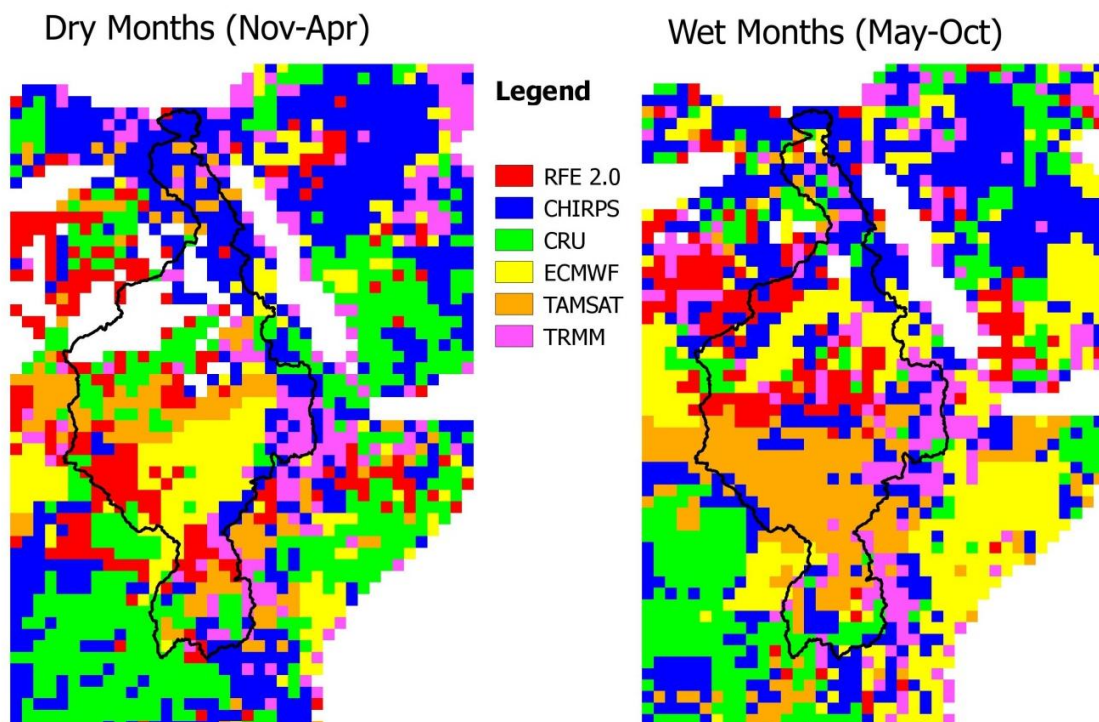 Dry Months (Nov-Apr)
Wet Months (May-Oct)
Legend
RFE 2.0
CHIRPS
CRU
ECMWF
TAMSAT
TRMM